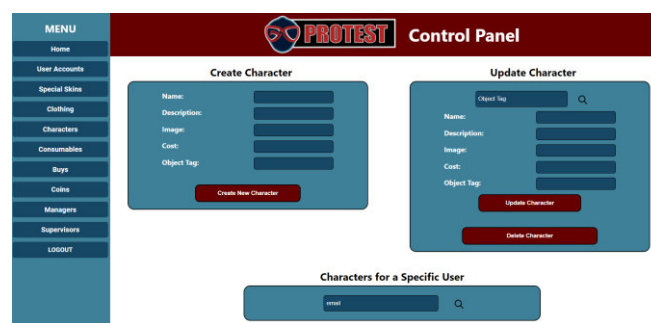 MENU
Home
User Accounts
Special Skins
Clothing
Characters
Consumables
Buys
Coins
Managers
Supervisors
LOGOUT
PROTEST Control Panel
Create Character
Name:
Description:
Image:
Cost:
Object Tag:
Create New Character
Update Character
Object Tag
Name:
Description:
Image:
Cost:
Object Tag:
Update Character
Delete Character
Characters for a Specific User
email